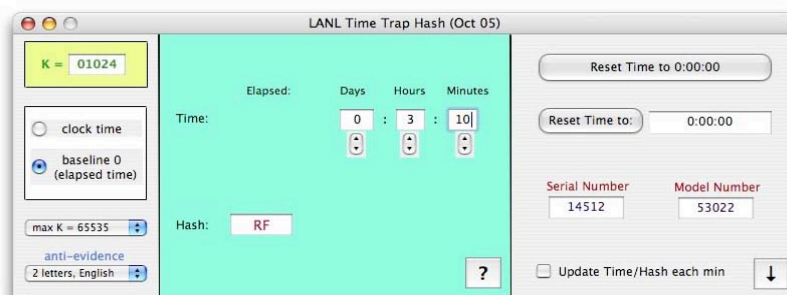 LANL Time Trap Hash (Oct 05)
K = 01024
clock time
baseline 0
(elapsed time)
max K = 65535
anti-evidence
2 letters, English
Elapsed: Days Hours Minutes
Time: 0 : 3 : 10
Hash: RF
?
Reset Time to 0:00:00
Reset Time to: 0:00:00
Serial Number Model Number
14512 53022
Update Time/Hash each min ↓